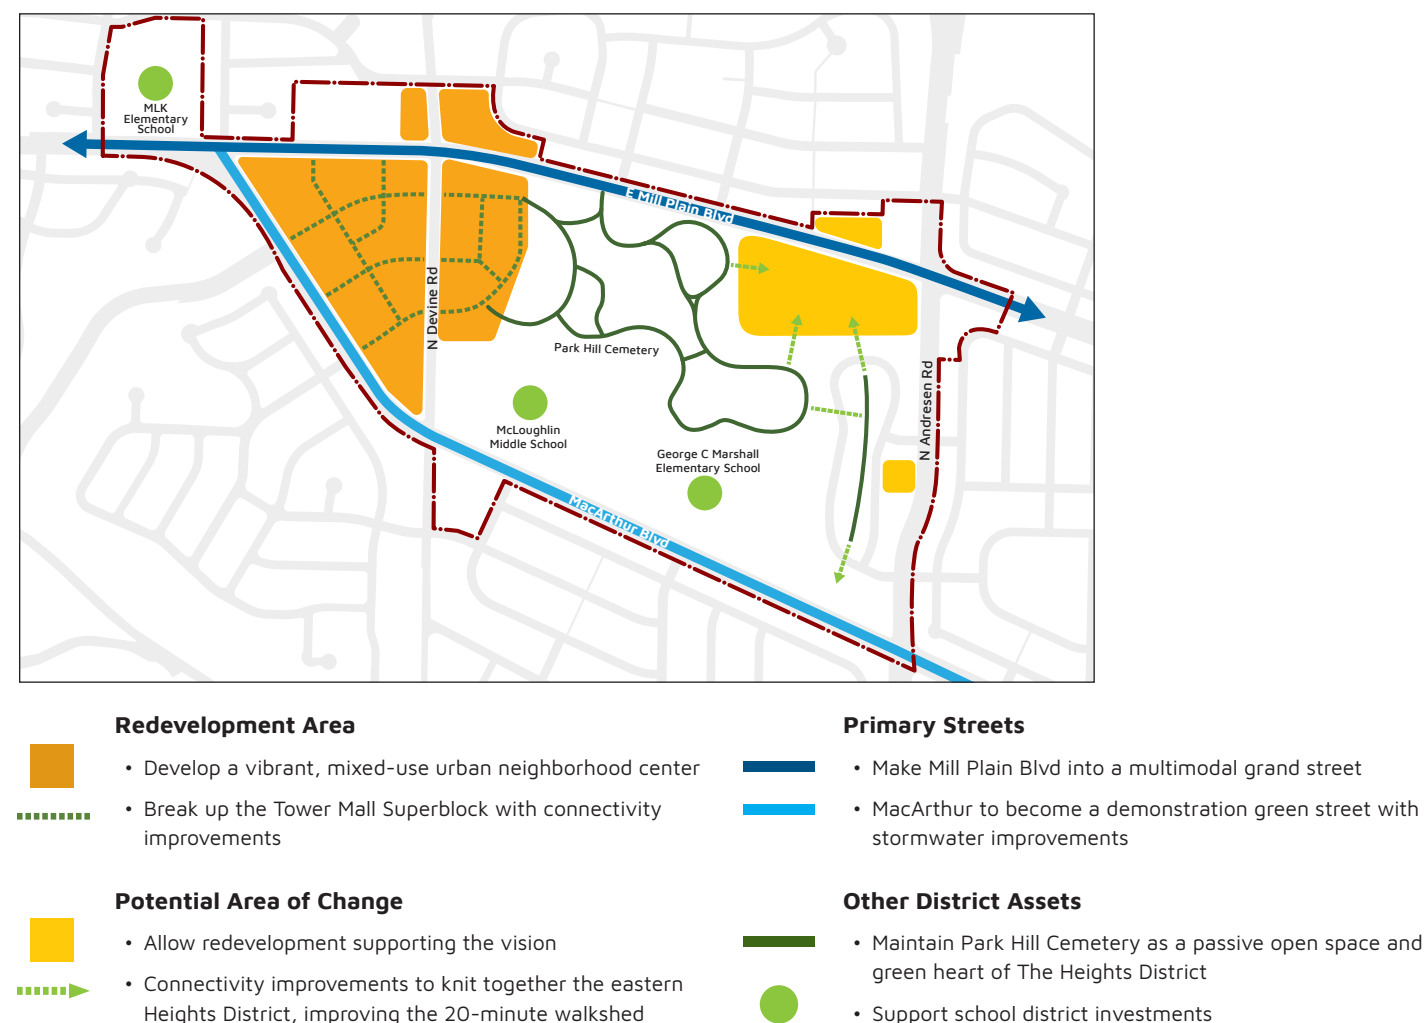 MLK
Elementary
School
E Mill Plain Blvd
N Devine Rd
Park Hill Cemetery
N Andresen Rd
McLoughlin
Middle School
George C Marshall
Elementary School
MacArthur Blvd
Redevelopment Area
• Develop a vibrant, mixed-use urban neighborhood center
• Break up the Tower Mall Superblock with connectivity
improvements
Potential Area of Change
• Allow redevelopment supporting the vision
• Connectivity improvements to knit together the eastern
Heights District, improving the 20-minute walkshed
Primary Streets
• Make Mill Plain Blvd into a multimodal grand street
• MacArthur to become a demonstration green street with
stormwater improvements
Other District Assets
• Maintain Park Hill Cemetery as a passive open space and
green heart of The Heights District
• Support school district investments